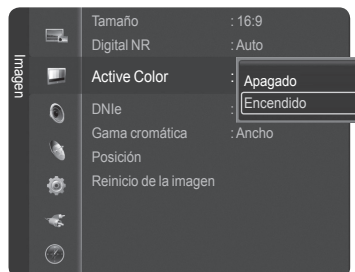 Imagen
Tamaño : 16:9
Digital NR : Auto
Active Color :
Apagado
Encendido
DNIe :
Gama cromática : Ancho
Posición
Reinicio de la imagen